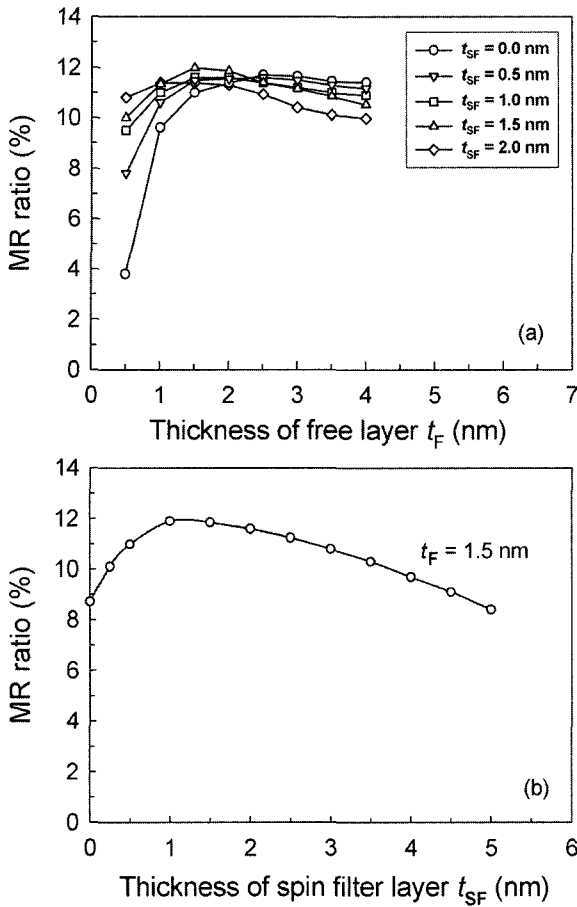 14
12
10
8
6
4
2
0
MR ratio (%)
t_SF = 0.0 nm
t_SF = 0.5 nm
t_SF = 1.0 nm
t_SF = 1.5 nm
t_SF = 2.0 nm
(a)
0 1 2 3 4 5 6 7
Thickness of free layer t_F (nm)
14
12
10
8
6
4
2
0
MR ratio (%)
t_F = 1.5 nm
(b)
0 1 2 3 4 5 6
Thickness of spin filter layer t_SF (nm)